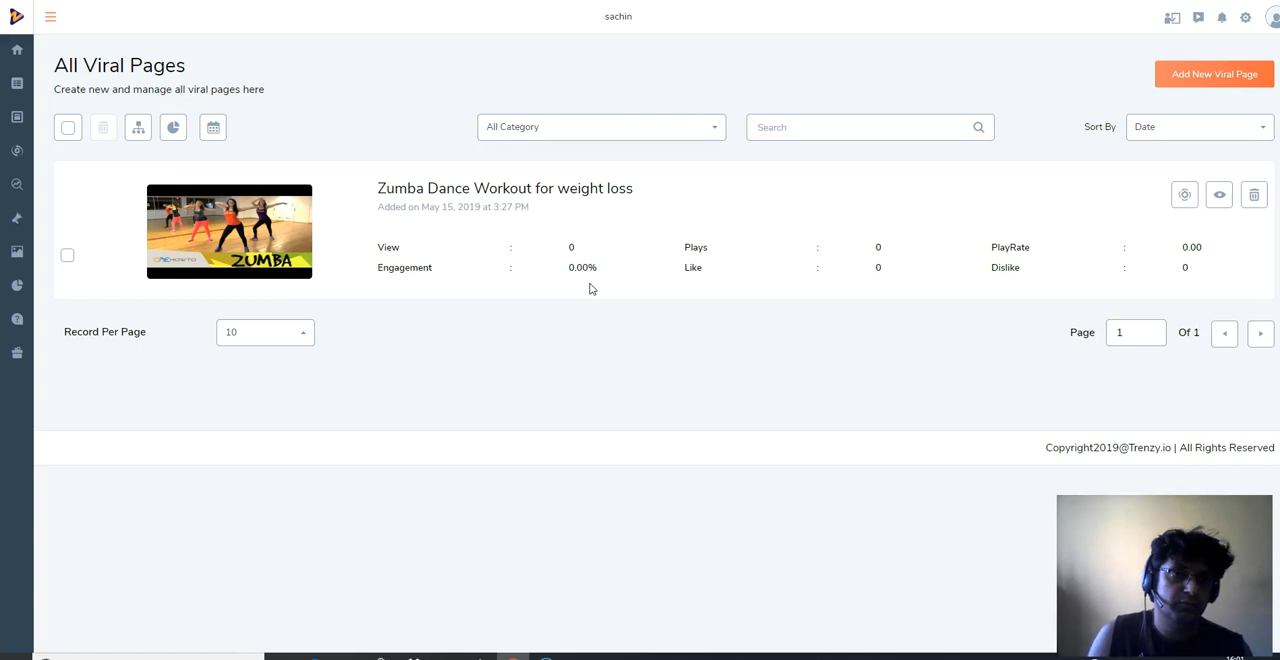 sachin
All Viral Pages
Create new and manage all viral pages here
Add New Viral Page
All Category
Search
Sort By
Date
Zumba Dance Workout for weight loss
Added on May 15, 2019 at 3:27 PM
View : 0 Plays : 0 PlayRate : 0.00
Engagement : 0.00% Like : 0 Dislike : 0
ZUMBA
Record Per Page
10
Page 1 Of 1
Copyright2019@Trenzy.io | All Rights Reserved